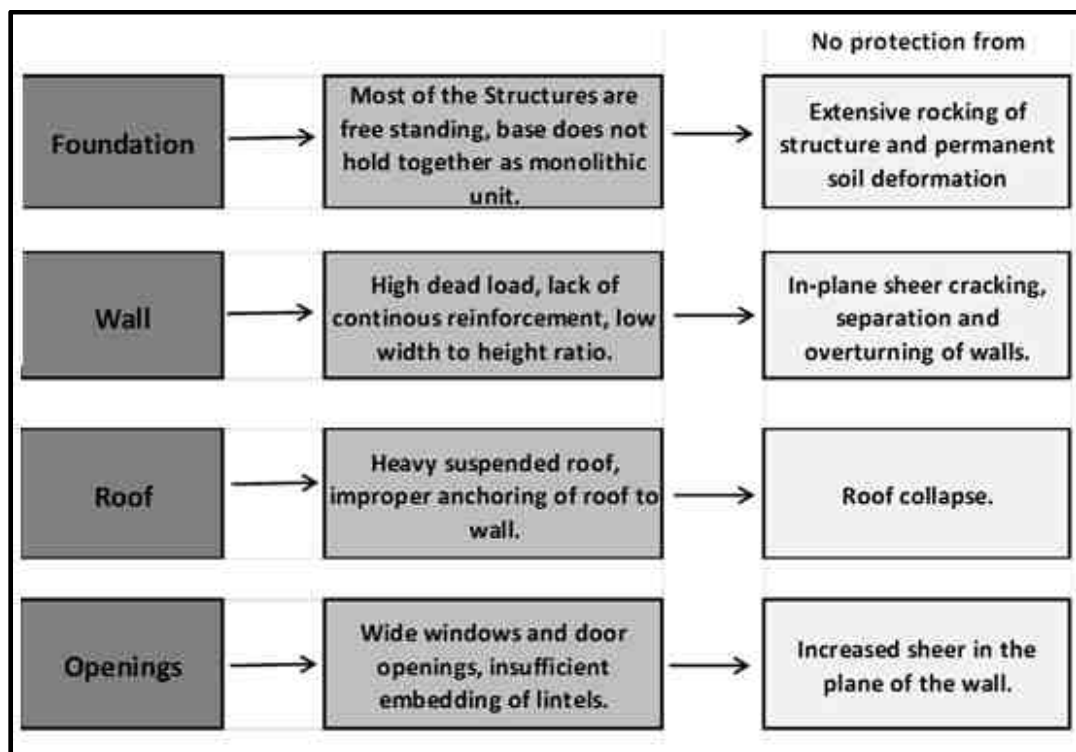 No protection from
Foundation
Most of the Structures are
free standing, base does not
hold together as monolithic
unit.
Extensive rocking of
structure and permanent
soil deformation
Wall
High dead load, lack of
continous reinforcement, low
width to height ratio.
In-plane sheer cracking,
separation and
overturning of walls.
Roof
Heavy suspended roof,
improper anchoring of roof to
wall.
Roof collapse.
Openings
Wide windows and door
openings, insufficient
embedding of lintels.
Increased sheer in the
plane of the wall.